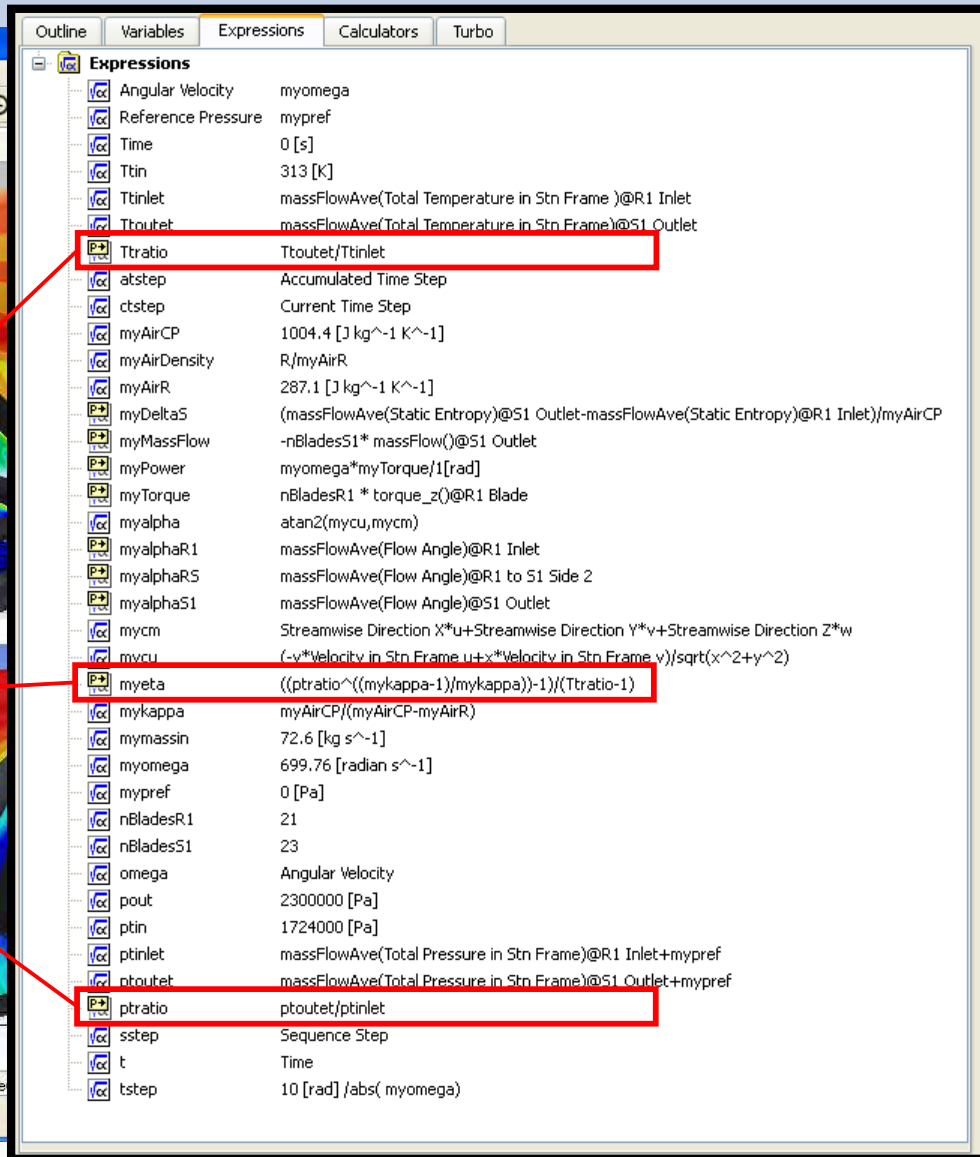 Outline Variables Expressions Calculators Turbo
Expressions
Angular Velocity myomega
Reference Pressure mypref
Time 0 [s]
Ttin 313 [K]
Ttinlet massFlowAve(Total Temperature in Stn Frame )@R1 Inlet
Ttoutet massFlowAve(Total Temperature in Stn Frame)@S1 Outlet
Ttratio Ttoutet/Ttinlet
atstep Accumulated Time Step
ctstep Current Time Step
myAirCP 1004.4 [J kg^-1 K^-1]
myAirDensity R/myAirR
myAirR 287.1 [J kg^-1 K^-1]
myDeltaS (massFlowAve(Static Entropy)@S1 Outlet-massFlowAve(Static Entropy)@R1 Inlet)/myAirCP
myMassFlow -nBladesS1* massFlow()@S1 Outlet
myPower myomega*myTorque/1[rad]
myTorque nBladesR1 * torque_z()@R1 Blade
myalpha atan2(mycu,mycm)
myalphaR1 massFlowAve(Flow Angle)@R1 Inlet
myalphaRS massFlowAve(Flow Angle)@R1 to S1 Side 2
myalphaS1 massFlowAve(Flow Angle)@S1 Outlet
mycm Streamwise Direction X*u+Streamwise Direction Y*v+Streamwise Direction Z*w
mycu (-y*Velocity in Stn Frame u+x*Velocity in Stn Frame v)/sqrt(x^2+y^2)
myeta ((ptratio^((mykappa-1)/mykappa))-1)/(Ttratio-1)
mykappa myAirCP/(myAirCP-myAirR)
mymassin 72.6 [kg s^-1]
myomega 699.76 [radian s^-1]
mypref 0 [Pa]
nBladesR1 21
nBladesS1 23
omega Angular Velocity
pout 2300000 [Pa]
ptin 1724000 [Pa]
ptinlet massFlowAve(Total Pressure in Stn Frame)@R1 Inlet+mypref
ptoutet massFlowAve(Total Pressure in Stn Frame)@S1 Outlet+mypref
ptratio ptoutet/ptinlet
sstep Sequence Step
t Time
tstep 10 [rad] /abs( myomega)